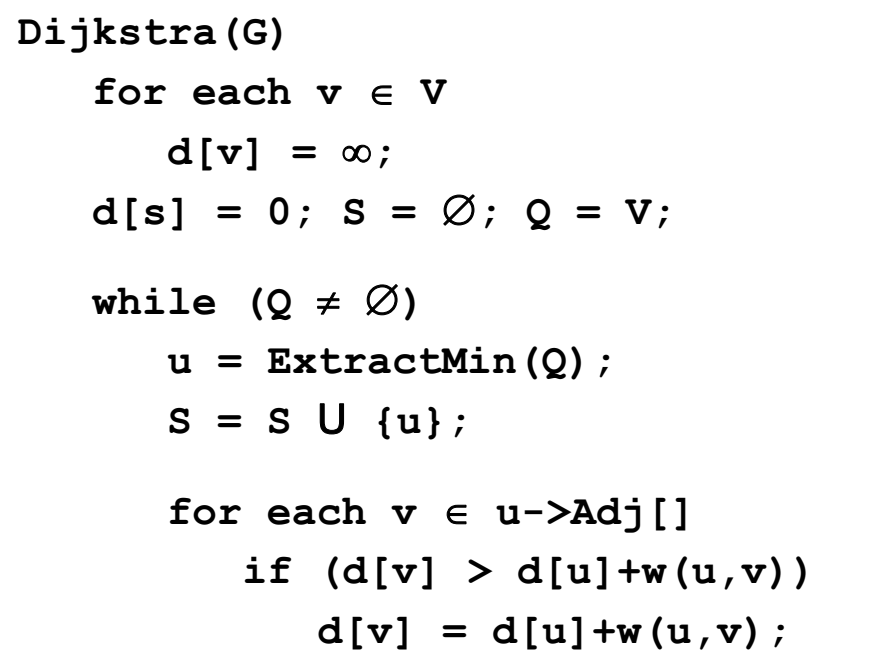 Dijkstra(G)
for each v ∈ V
d[v] = ∞;
d[s] = 0; S = ∅; Q = V;
while (Q ≠ ∅)
u = ExtractMin(Q);
S = S U {u};
for each v ∈ u->Adj[]
if (d[v] > d[u]+w(u,v))
d[v] = d[u]+w(u,v);